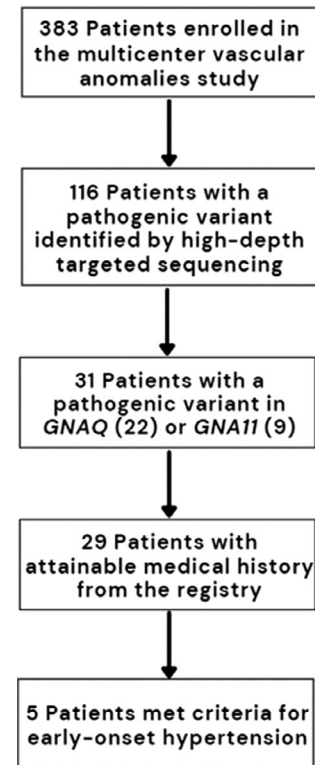 383 Patients enrolled in
the multicenter vascular
anomalies study
116 Patients with a
pathogenic variant
identified by high-depth
targeted sequencing
31 Patients with a
pathogenic variant in
GNAQ (22) or GNA11 (9)
29 Patients with
attainable medical history
from the registry
5 Patients met criteria for
early-onset hypertension